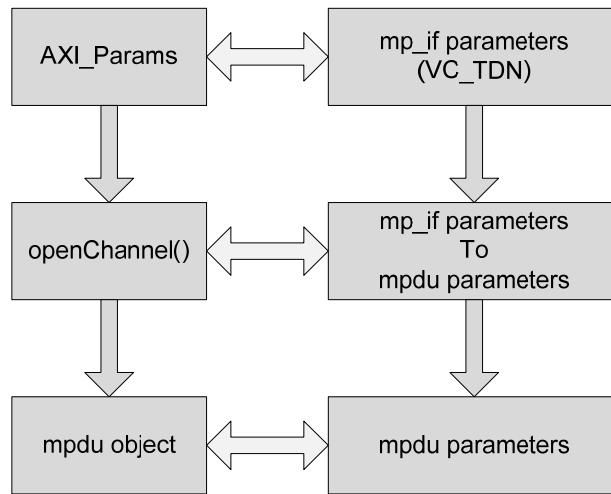 AXI_Params
mp_if parameters
(VC_TDN)
openChannel()
mp_if parameters
To
mpdu parameters
mpdu object
mpdu parameters